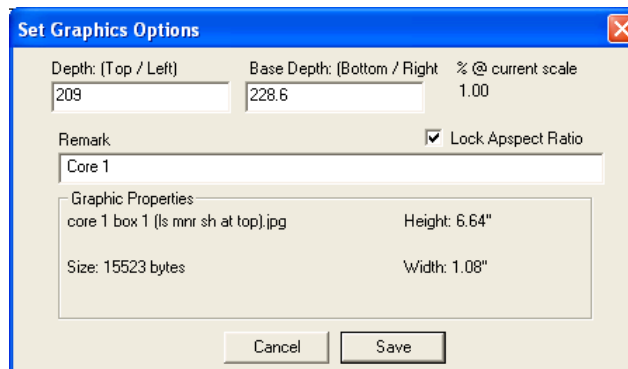 Set Graphics Options
Depth: (Top / Left) Base Depth: (Bottom / Right % @ current scale
209 228.6 1.00
Remark Lock Apspect Ratio
Core 1
Graphic Properties
core 1 box 1 (ls mnr sh at top).jpg Height: 6.64"
Size: 15523 bytes Width: 1.08"
Cancel Save